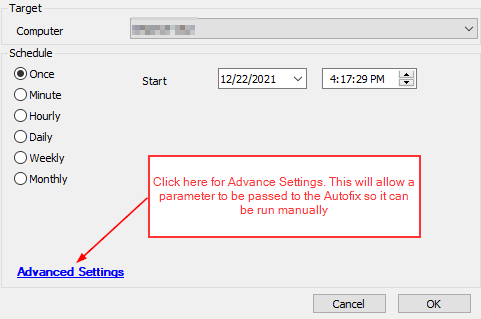 Target
Computer
Schedule
Once
Start
12/22/2021
4:17:29 PM
Minute
Hourly
Daily
Weekly
Monthly
Click here for Advance Settings. This will allow a
parameter to be passed to the Autofix so it can
be run manually
Advanced Settings
Cancel
OK